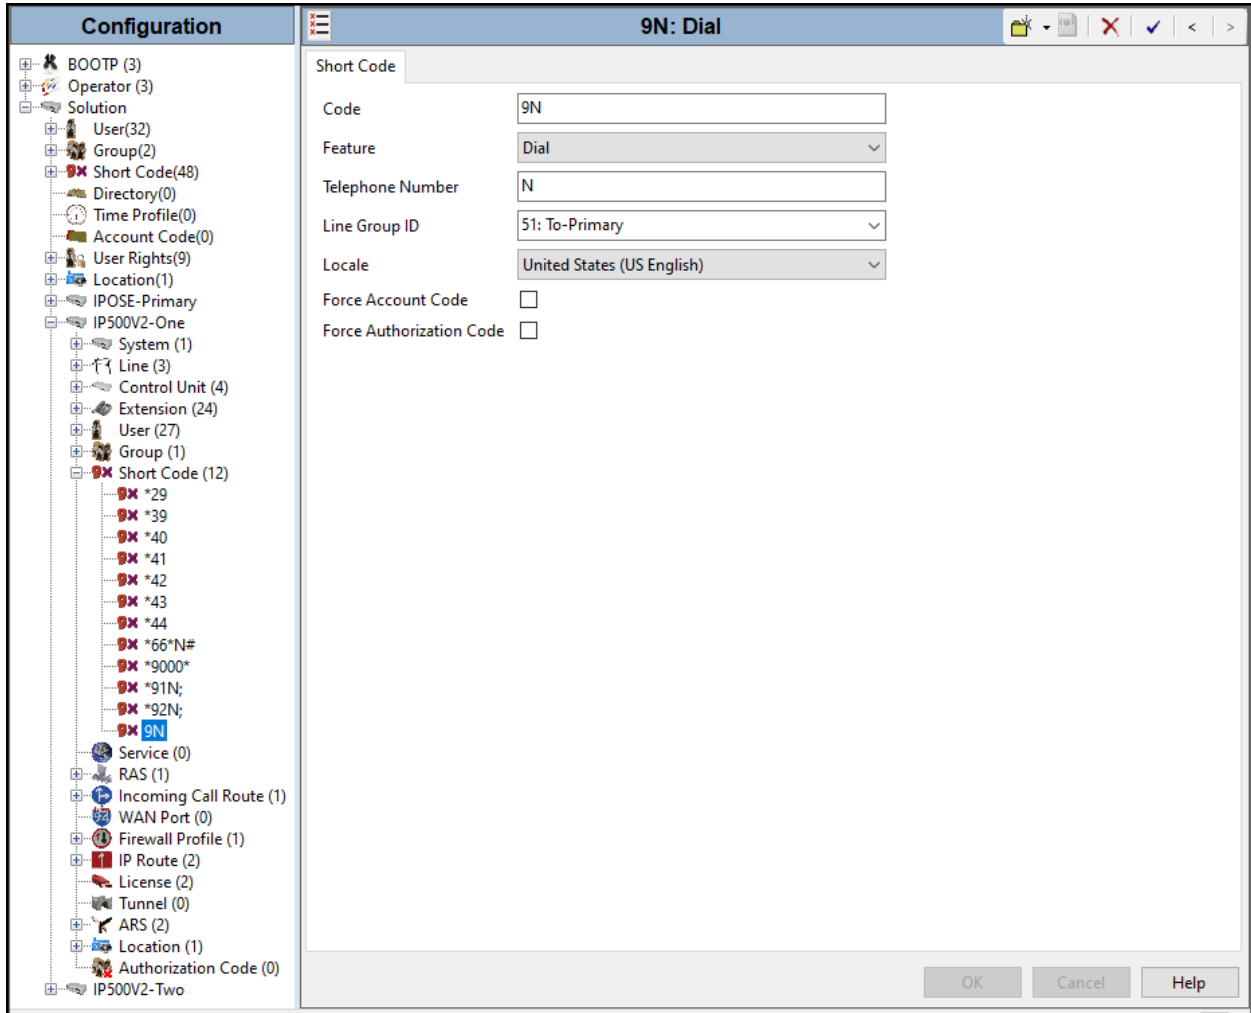 Configuration
BOOTP (3)
Operator (3)
Solution
User(32)
Group(2)
Short Code(48)
Directory(0)
Time Profile(0)
Account Code(0)
User Rights(9)
Location(1)
IPOSE-Primary
IP500V2-One
System (1)
Line (3)
Control Unit (4)
Extension (24)
User (27)
Group (1)
Short Code (12)
*29
*39
*40
*41
*42
*43
*44
*66*N#
*9000*
*91N;
*92N;
9N
Service (0)
RAS (1)
Incoming Call Route (1)
WAN Port (0)
Firewall Profile (1)
IP Route (2)
License (2)
Tunnel (0)
ARS (2)
Location (1)
Authorization Code (0)
IP500V2-Two
9N: Dial
Short Code
Code 9N
Feature Dial
Telephone Number N
Line Group ID 51: To-Primary
Locale United States (US English)
Force Account Code
Force Authorization Code
OK Cancel Help